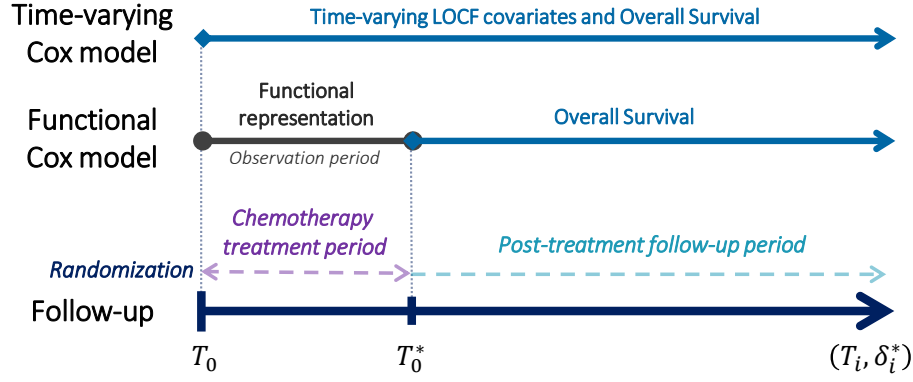 Time-varying
Cox model
Time-varying LOCF covariates and Overall Survival
Functional
Cox model
Functional
representation
Observation period
Overall Survival
Chemotherapy
treatment period
Post-treatment follow-up period
Randomization
Follow-up
T₀
T₀*
(Tᵢ, δᵢ*)